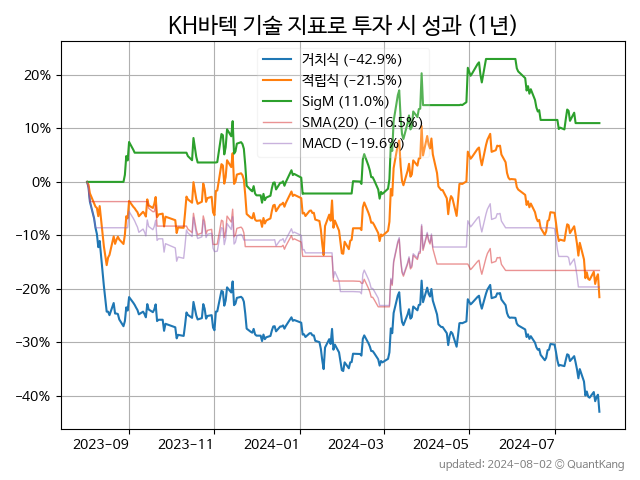 KH바텍 기술 지표로 투자 시 성과 (1년)
거치식 (−42.9%)
적립식 (−21.5%)
SigM (11.0%)
SMA(20) (−16.5%)
MACD (−19.6%)
20%
10%
0%
−10%
−20%
−30%
−40%
2023-09
2023-11
2024-01
2024-03
2024-05
2024-07
updated: 2024-08-02 © QuantKang